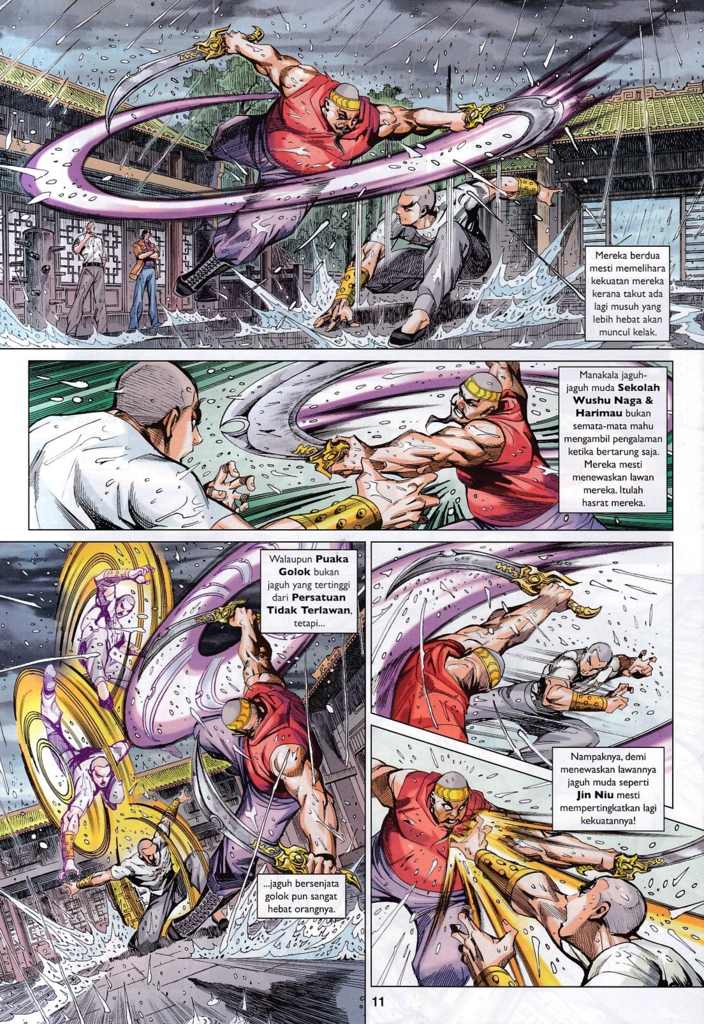 Mereka berdua
mesti memelihara
kekuatan mereka
kerana takut ada
lagi musuh yang
lebih hebat akan
muncul kelak.
Manakala jaguh-
jaguh muda Sekolah
Wushu Naga &
Harimau bukan
semata-mata mahu
mengambil pengalaman
ketika bertarung saja.
Mereka mesti
menewaskan lawan
mereka. Itulah
hasrat mereka.
Walaupun Puaka
Golok bukan
jaguh yang tertinggi
dari Persatuan
Tidak Terlawan,
tetapi...
...jaguh bersenjata
golok pun sangat
hebat orangnya.
Nampaknya, demi
menewaskan lawannya
jaguh muda seperti
Jin Niu mesti
mempertingkatkan lagi
kekuatannya!
11